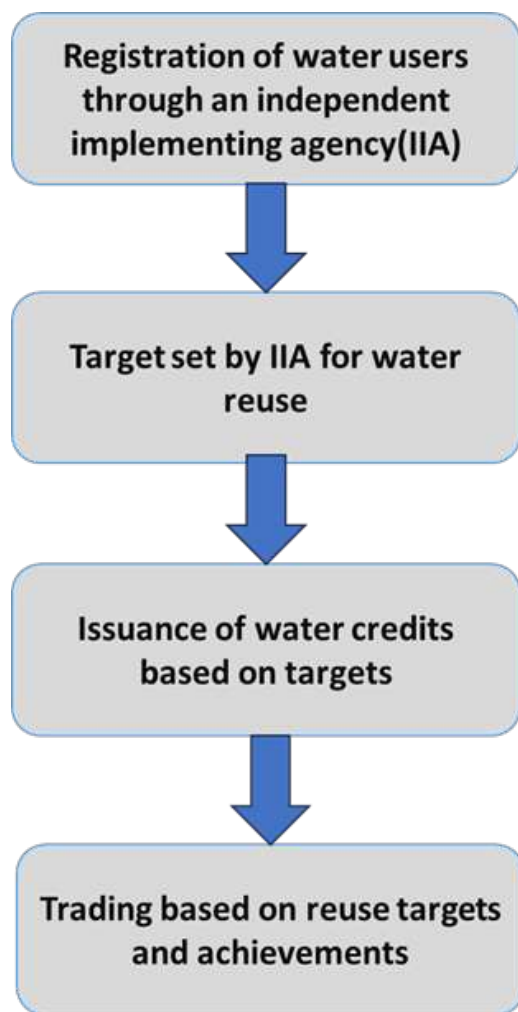 Registration of water users
through an independent
implementing agency(IIA)
Target set by IIA for water
reuse
Issuance of water credits
based on targets
Trading based on reuse targets
and achievements